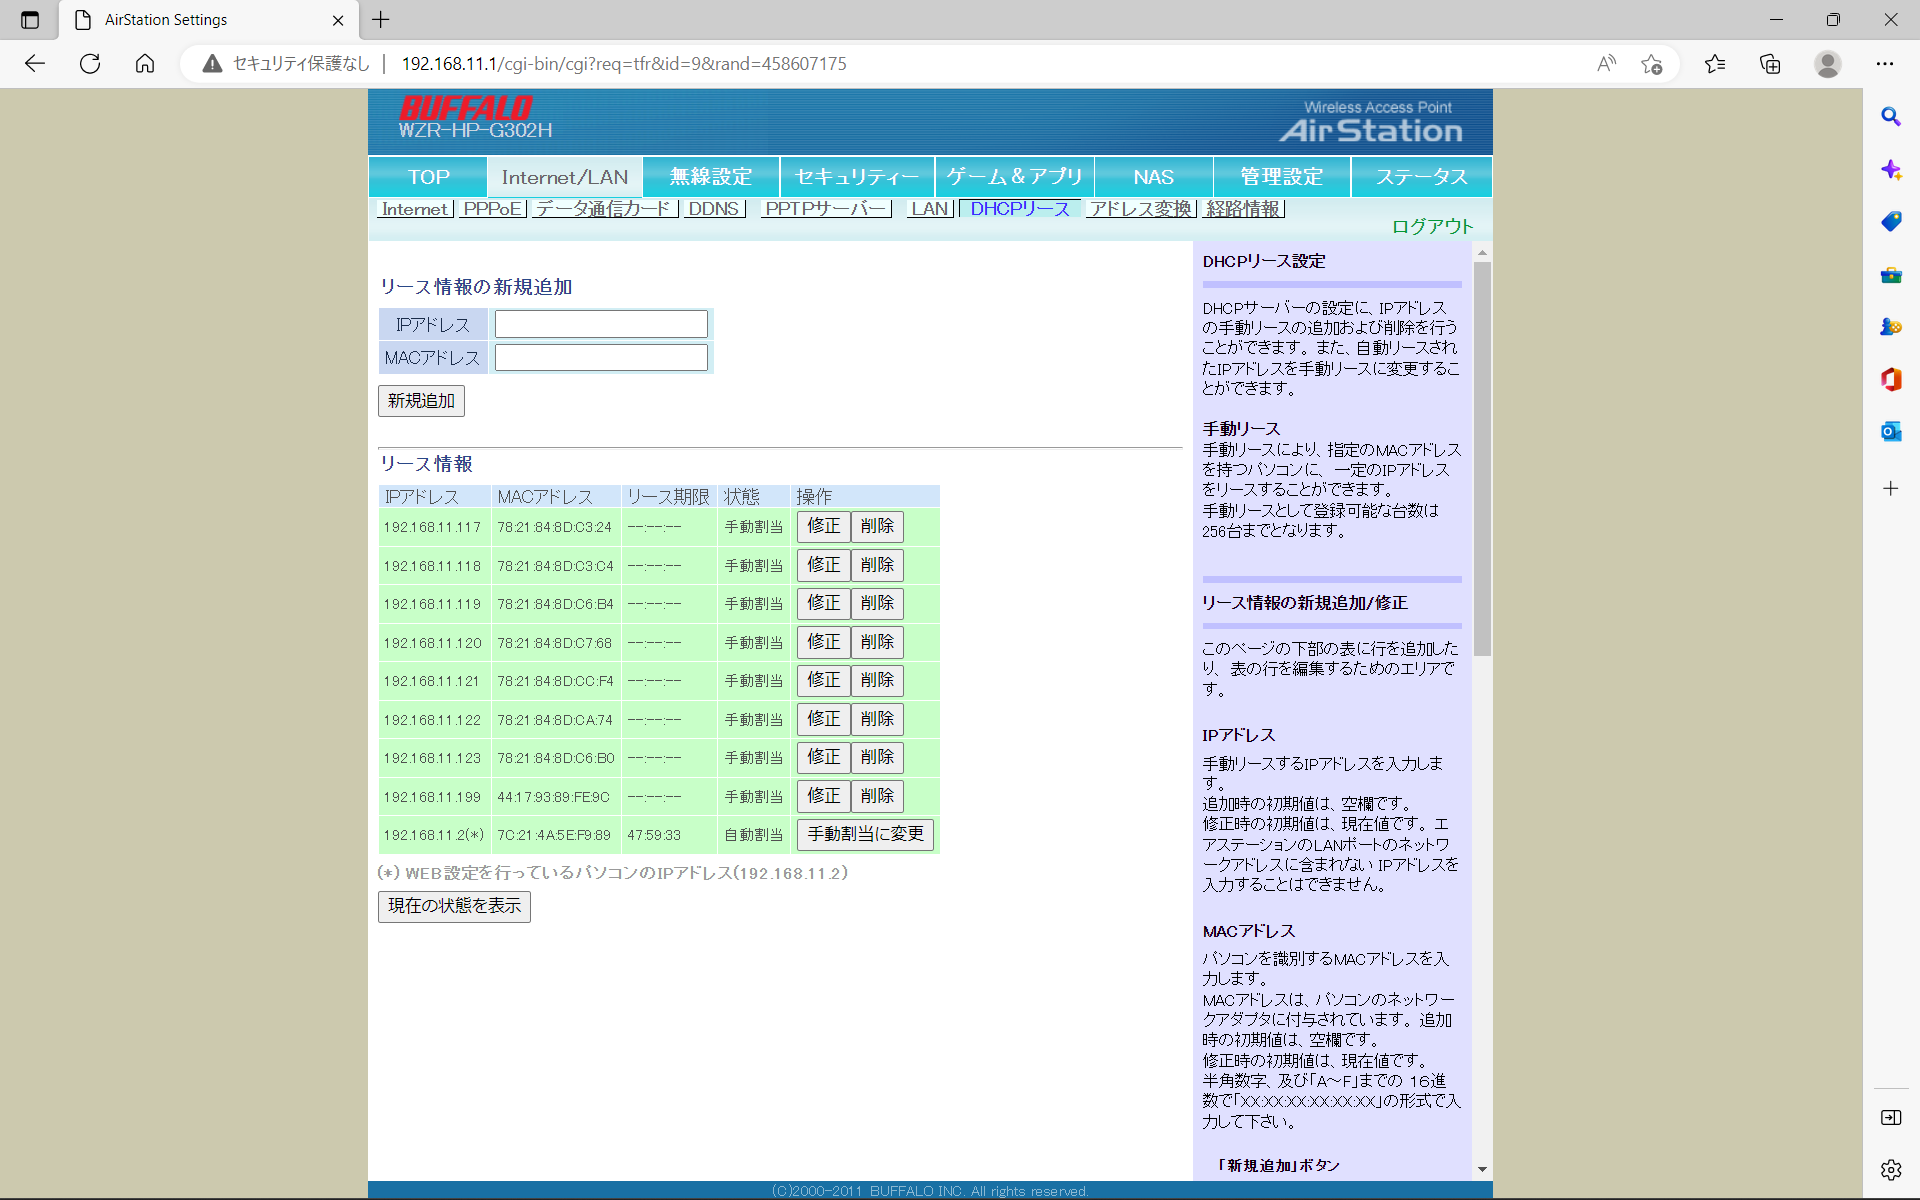 AirStation Settings
セキュリティ保護なし
192.168.11.1/cgi-bin/cgi?req=tfr&id=9&rand=458607175
BUFFALO
WZR-HP-G302H
Wireless Access Point
AirStation
TOP Internet/LAN 無線設定 セキュリティー ゲーム＆アプリ NAS 管理設定 ステータス
Internet PPPoE データ通信カード DDNS PPTPサーバー LAN DHCPリース アドレス変換 経路情報
ログアウト
リース情報の新規追加
IPアドレス
MACアドレス
新規追加
リース情報
IPアドレス MACアドレス リース期限 状態 操作
192.168.11.117 78:21:84:8D:C3:24 --:--:-- 手動割当 修正 削除
192.168.11.118 78:21:84:8D:C3:C4 --:--:-- 手動割当 修正 削除
192.168.11.119 78:21:84:8D:C6:B4 --:--:-- 手動割当 修正 削除
192.168.11.120 78:21:84:8D:C7:68 --:--:-- 手動割当 修正 削除
192.168.11.121 78:21:84:8D:CC:F4 --:--:-- 手動割当 修正 削除
192.168.11.122 78:21:84:8D:CA:74 --:--:-- 手動割当 修正 削除
192.168.11.123 78:21:84:8D:C6:B0 --:--:-- 手動割当 修正 削除
192.168.11.199 44:17:93:89:FE:9C --:--:-- 手動割当 修正 削除
192.168.11.2(*) 7C:21:4A:5E:F9:89 47:59:33 自動割当 手動割当に変更
(*) WEB設定を行っているパソコンのIPアドレス(192.168.11.2)
現在の状態を表示
DHCPリース設定
DHCPサーバーの設定に、IPアドレス
の手動リースの追加および削除を行う
ことができます。また、自動リースされ
たIPアドレスを手動リースに変更するこ
とができます。
手動リース
手動リースにより、指定のMACアドレス
を持つパソコンに、一定のIPアドレス
をリースすることができます。
手動リースとして登録可能な台数は
256台までとなります。
リース情報の新規追加/修正
このページの下部の表に行を追加した
り、表の行を編集するためのエリアで
す。
IPアドレス
手動リースするIPアドレスを入力しま
す。
追加時の初期値は、空欄です。
修正時の初期値は、現在値です。エ
アステーションのLANポートのネットワ
ークアドレスに含まれない IPアドレスを
入力することはできません。
MACアドレス
パソコンを識別するMACアドレスを入
力します。
MACアドレスは、パソコンのネットワー
クアダプタに付与されています。追加
時の初期値は、空欄です。
修正時の初期値は、現在値です。
半角数字、及び「A～F」までの 16進
数で「XX:XX:XX:XX:XX:XX」の形式で入
力して下さい。
「新規追加」ボタン
(C)2000-2011 BUFFALO INC. All rights reserved.